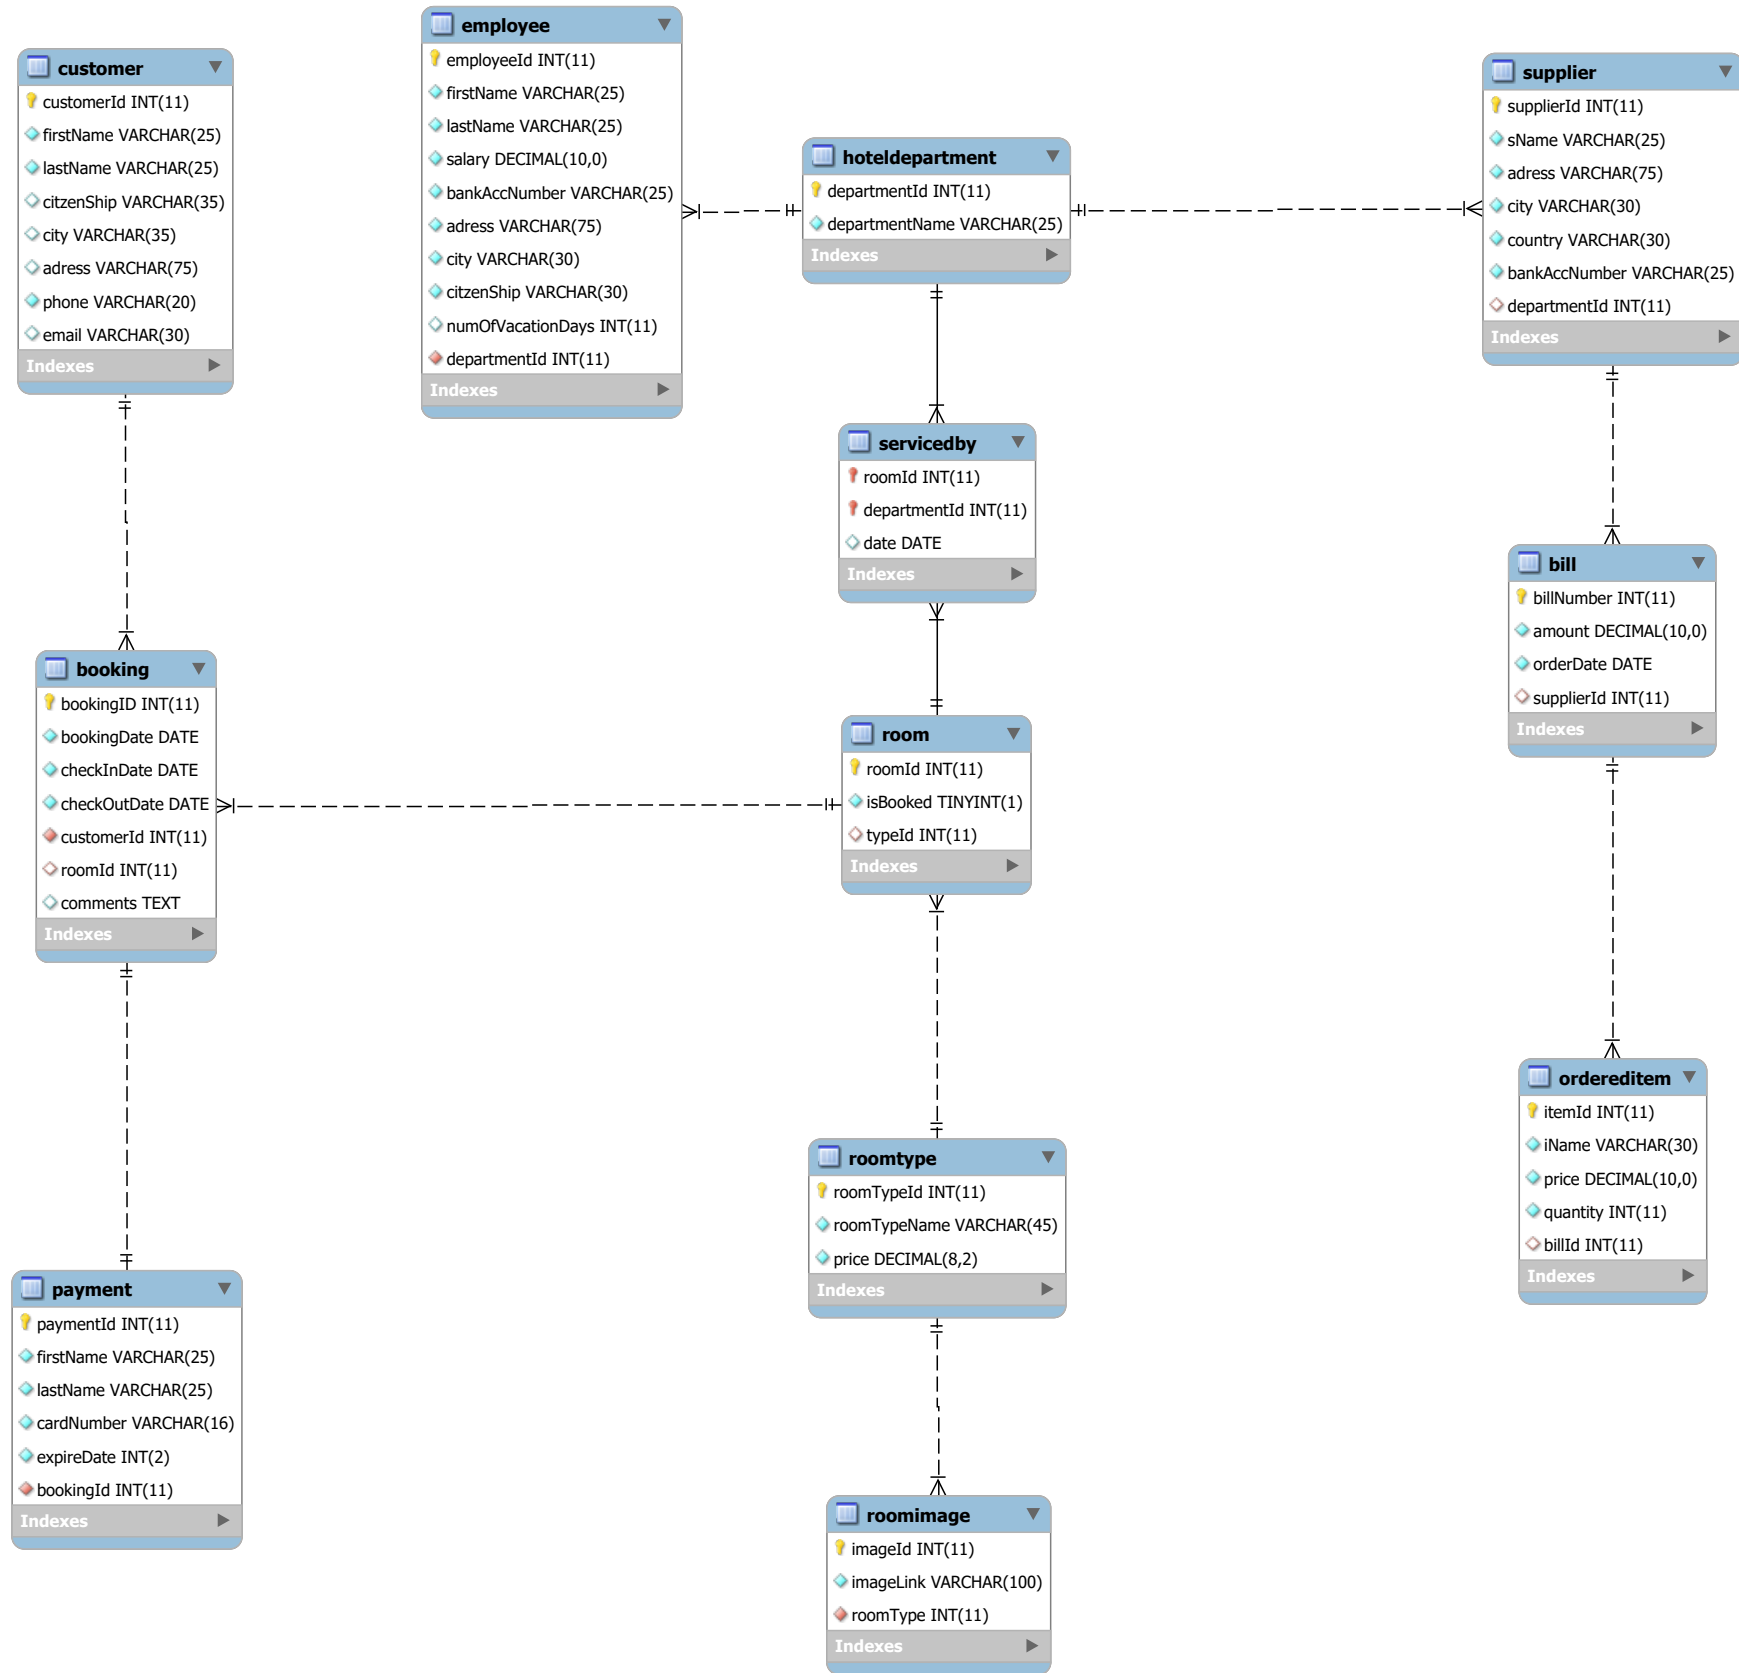 employee
employeeId INT(11)
firstName VARCHAR(25)
lastName VARCHAR(25)
salary DECIMAL(10,0)
bankAccNumber VARCHAR(25)
adress VARCHAR(75)
city VARCHAR(30)
citzenShip VARCHAR(30)
numOfVacationDays INT(11)
departmentId INT(11)
Indexes
customer
customerId INT(11)
firstName VARCHAR(25)
lastName VARCHAR(25)
citzenShip VARCHAR(35)
city VARCHAR(35)
adress VARCHAR(75)
phone VARCHAR(20)
email VARCHAR(30)
Indexes
supplier
supplierId INT(11)
sName VARCHAR(25)
adress VARCHAR(75)
city VARCHAR(30)
country VARCHAR(30)
bankAccNumber VARCHAR(25)
departmentId INT(11)
Indexes
hoteldepartment
departmentId INT(11)
departmentName VARCHAR(25)
Indexes
servicedby
roomId INT(11)
departmentId INT(11)
date DATE
Indexes
bill
billNumber INT(11)
amount DECIMAL(10,0)
orderDate DATE
supplierId INT(11)
Indexes
booking
bookingID INT(11)
bookingDate DATE
checkInDate DATE
checkOutDate DATE
customerId INT(11)
roomId INT(11)
comments TEXT
Indexes
room
roomId INT(11)
isBooked TINYINT(1)
typeId INT(11)
Indexes
ordereditem
itemId INT(11)
iName VARCHAR(30)
price DECIMAL(10,0)
quantity INT(11)
billId INT(11)
Indexes
roomtype
roomTypeId INT(11)
roomTypeName VARCHAR(45)
price DECIMAL(8,2)
Indexes
payment
paymentId INT(11)
firstName VARCHAR(25)
lastName VARCHAR(25)
cardNumber VARCHAR(16)
expireDate INT(2)
bookingId INT(11)
Indexes
roomimage
imageId INT(11)
imageLink VARCHAR(100)
roomType INT(11)
Indexes